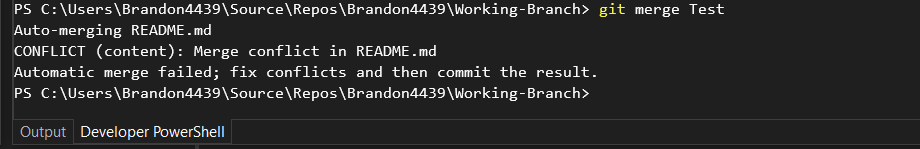 PS C:\Users\Brandon4439\Source\Repos\Brandon4439\Working-Branch> git merge Test
Auto-merging README.md
CONFLICT (content): Merge conflict in README.md
Automatic merge failed; fix conflicts and then commit the result.
PS C:\Users\Brandon4439\Source\Repos\Brandon4439\Working-Branch>
Output Developer PowerShell